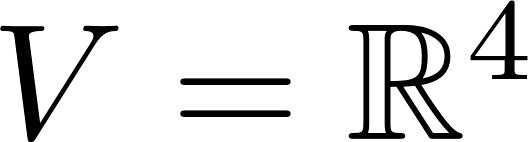 V = ℝ⁴